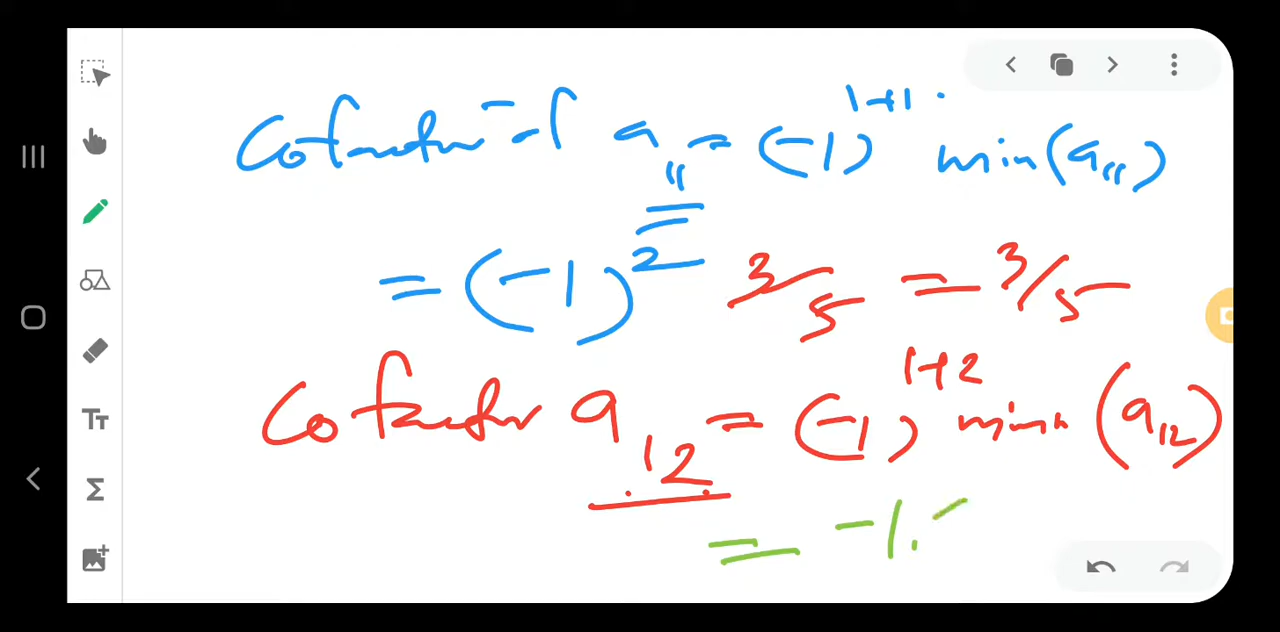 Cofactor of a₁₁ = (-1)¹⁺¹ · min(a₁₁)
= (-1)² 3/5 = 3/5
Cofactor a₁₂ = (-1)¹⁺² minor (a₁₂)
= -1.
Tт
Σ